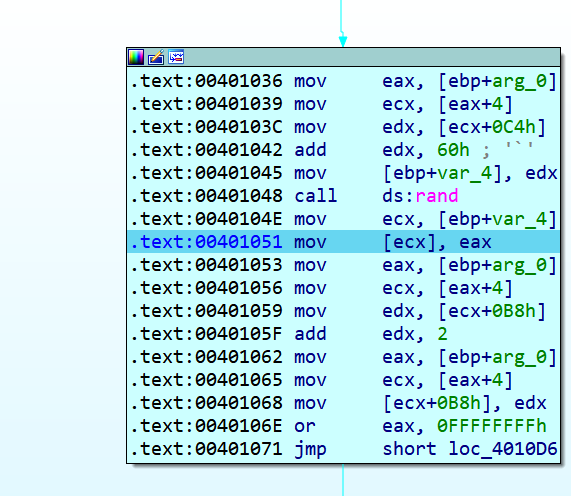 .text:00401036 mov eax, [ebp+arg_0]
.text:00401039 mov ecx, [eax+4]
.text:0040103C mov edx, [ecx+0C4h]
.text:00401042 add edx, 60h ; '`'
.text:00401045 mov [ebp+var_4], edx
.text:00401048 call ds:rand
.text:0040104E mov ecx, [ebp+var_4]
.text:00401051 mov [ecx], eax
.text:00401053 mov eax, [ebp+arg_0]
.text:00401056 mov ecx, [eax+4]
.text:00401059 mov edx, [ecx+0B8h]
.text:0040105F add edx, 2
.text:00401062 mov eax, [ebp+arg_0]
.text:00401065 mov ecx, [eax+4]
.text:00401068 mov [ecx+0B8h], edx
.text:0040106E or eax, 0FFFFFFFFh
.text:00401071 jmp short loc_4010D6